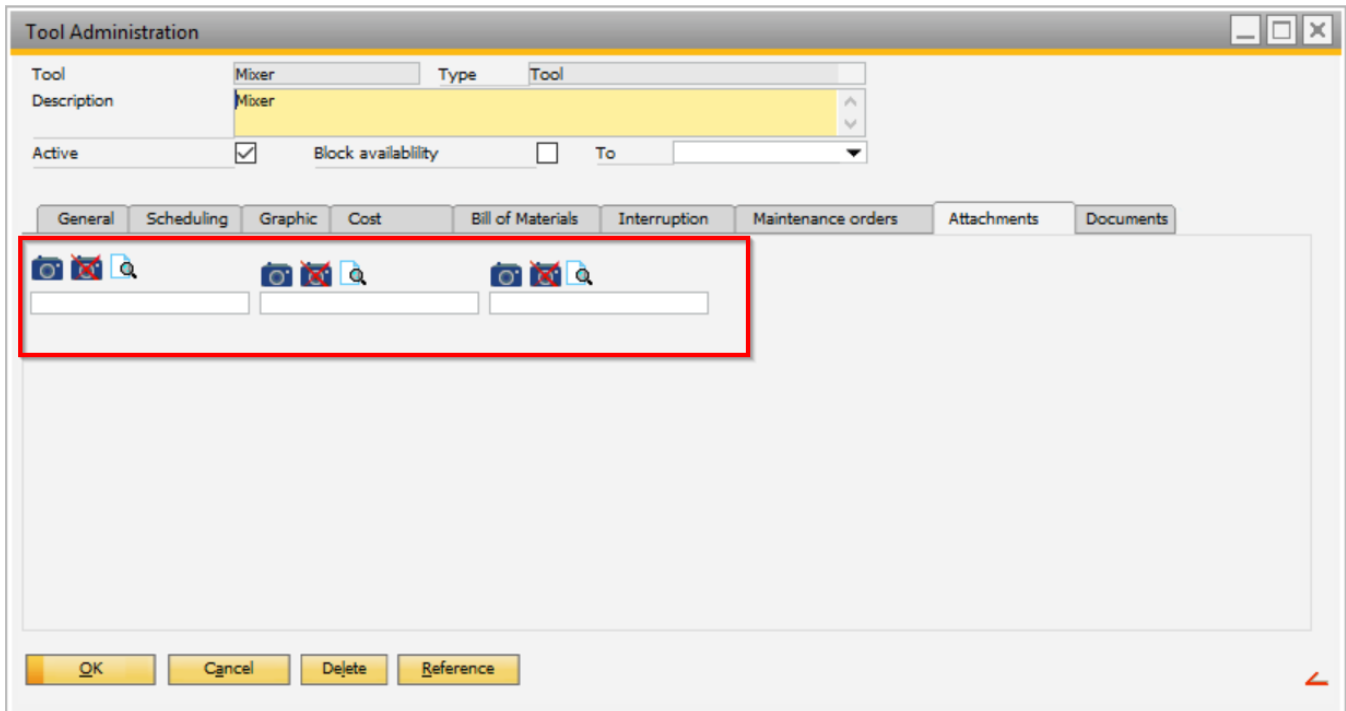 Tool Administration
Tool Mixer Type Tool
Description Mixer
Active Block availablility To
General Scheduling Graphic Cost Bill of Materials Interruption Maintenance orders Attachments Documents
OK Cancel Delete Reference